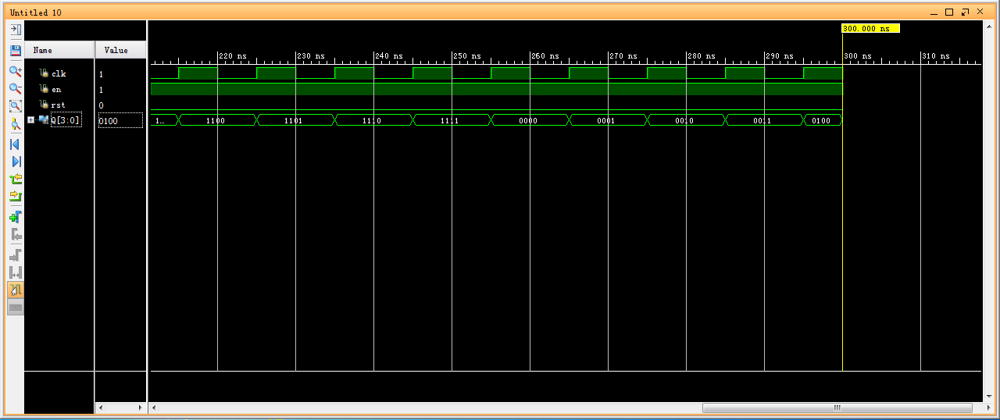 Untitled 10
300.000 ns
Name Value
220 ns 230 ns 240 ns 250 ns 260 ns 270 ns 280 ns 290 ns 300 ns 310 ns
clk 1
en 1
rst 0
Q[3:0] 0100 1... 1100 1101 1110 1111 0000 0001 0010 0011 0100